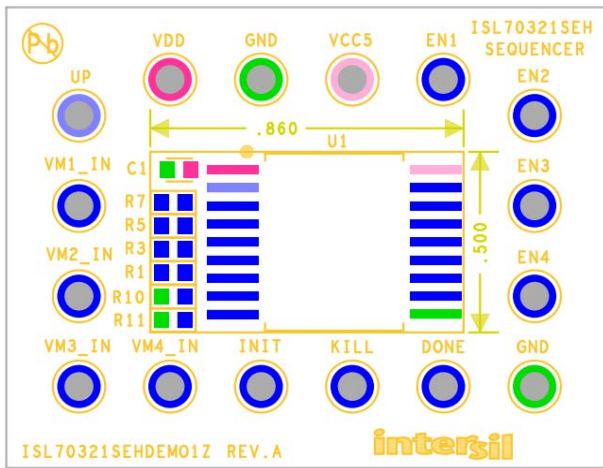 Pb
ISL70321SEH
SEQUENCER
VDD
GND
VCC5
EN1
UP
EN2
.860
U1
VM1_IN
C1
EN3
R7
R5
R3
.500
VM2_IN
R1
EN4
R10
R11
VM3_IN
VM4_IN
INIT
KILL
DONE
GND
ISL70321SEHDEMO1Z REV.A
intersil